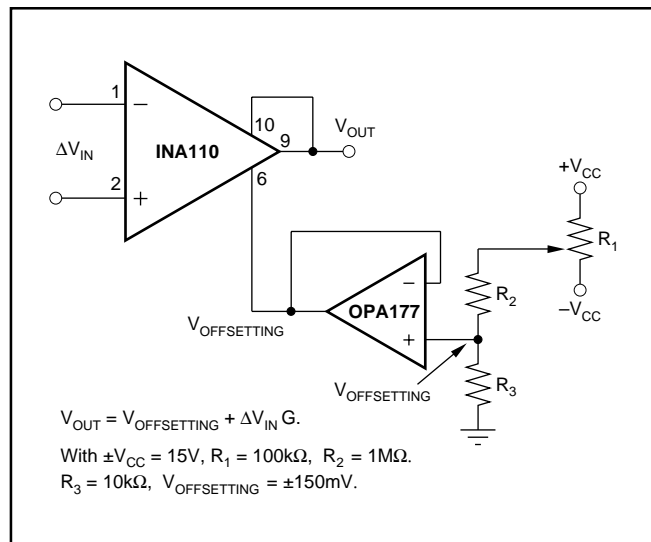 1
10
9
V_OUT
ΔV_IN
INA110
6
2
+V_CC
R_1
–V_CC
R_2
OPA177
V_OFFSETTING
V_OFFSETTING
R_3
V_OUT = V_OFFSETTING + ΔV_IN G.
With ±V_CC = 15V, R_1 = 100kΩ, R_2 = 1MΩ.
R_3 = 10kΩ, V_OFFSETTING = ±150mV.